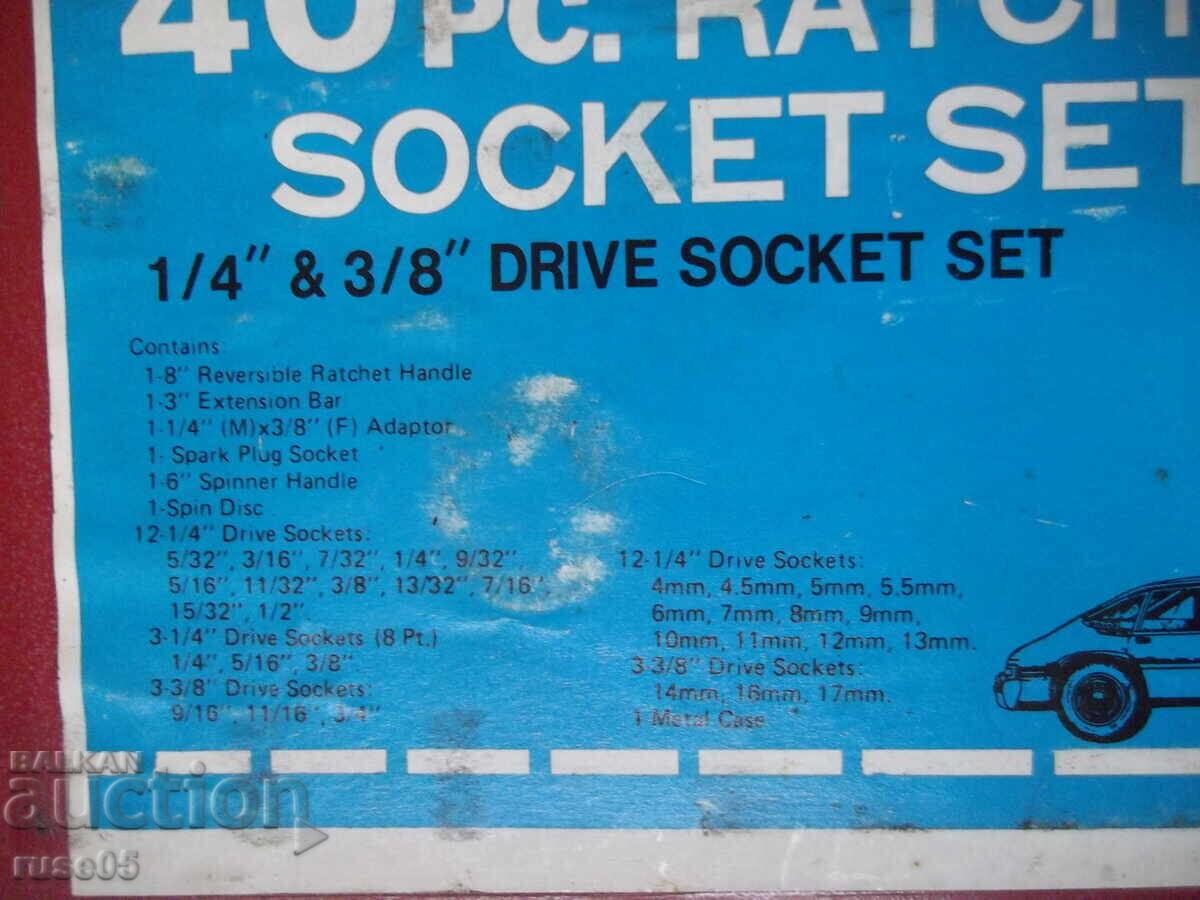 40 PC. RATCH
SOCKET SET
1/4" & 3/8" DRIVE SOCKET SET
Contains:
1-8" Reversible Ratchet Handle
1-3" Extension Bar
1-1/4" (M)x3/8" (F) Adaptor
1- Spark Plug Socket
1-6" Spinner Handle
1-Spin Disc
12-1/4" Drive Sockets:
5/32", 3/16", 7/32", 1/4", 9/32",
5/16", 11/32", 3/8", 13/32", 7/16",
15/32", 1/2".
3-1/4" Drive Sockets (8 Pt.)
1/4", 5/16", 3/8"
3-3/8" Drive Sockets:
9/16", 11/16", 3/4"
12-1/4" Drive Sockets:
4mm, 4.5mm, 5mm, 5.5mm,
6mm, 7mm, 8mm, 9mm,
10mm, 11mm, 12mm, 13mm.
3-3/8" Drive Sockets:
14mm, 16mm, 17mm.
1 Metal Case
BALKAN
auction
ruse05